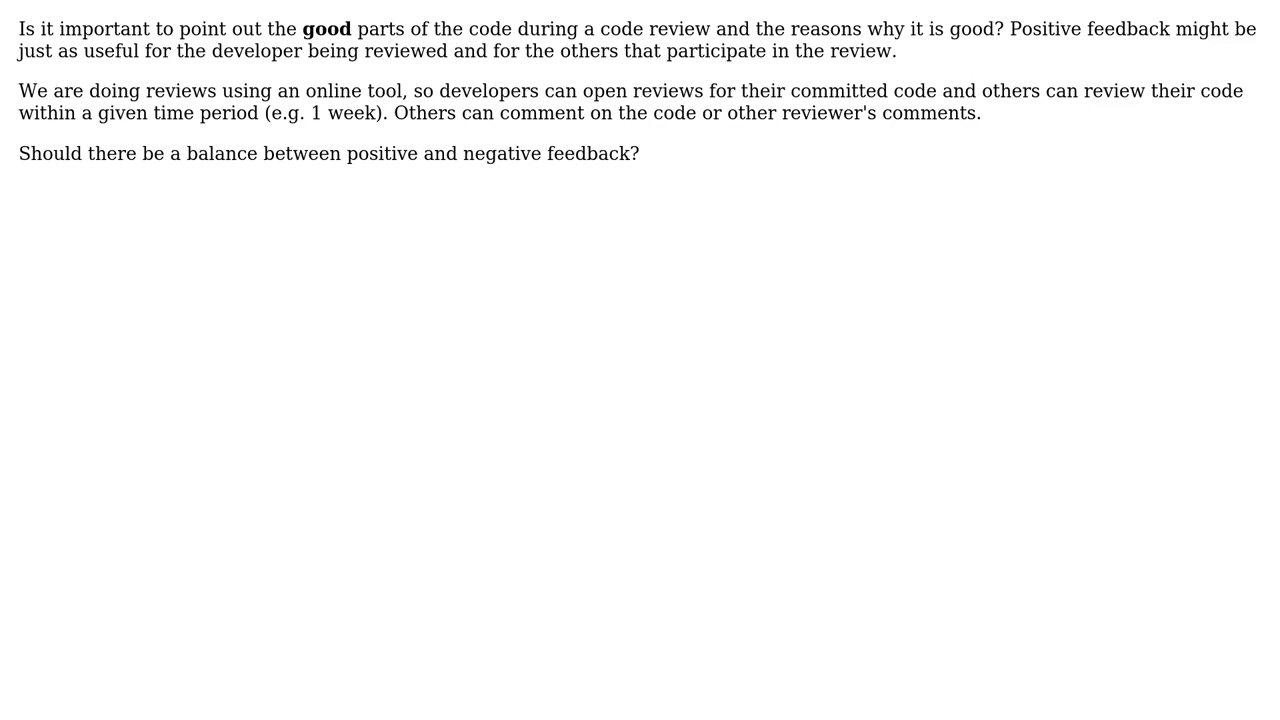 Is it important to point out the good parts of the code during a code review and the reasons why it is good? Positive feedback might be
just as useful for the developer being reviewed and for the others that participate in the review.
We are doing reviews using an online tool, so developers can open reviews for their committed code and others can review their code
within a given time period (e.g. 1 week). Others can comment on the code or other reviewer's comments.
Should there be a balance between positive and negative feedback?